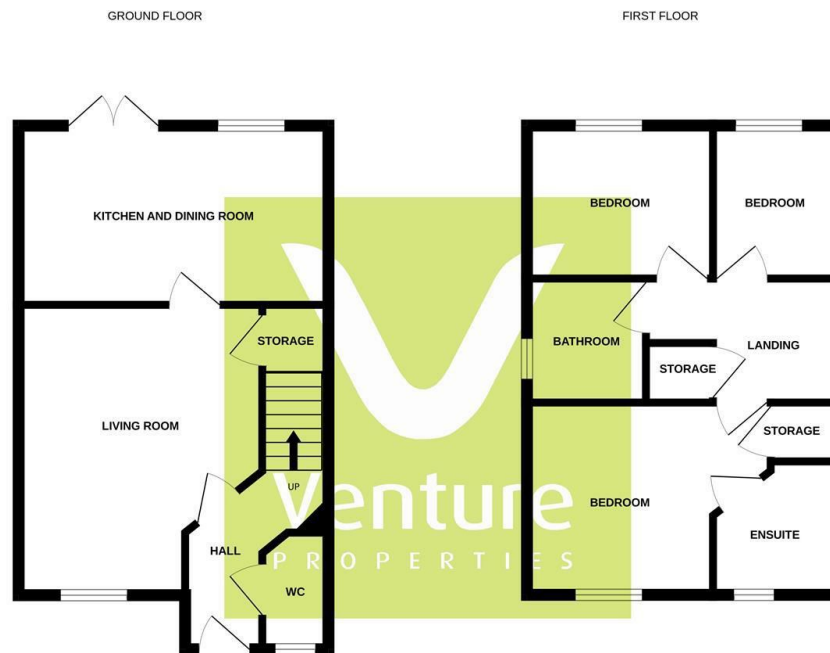 GROUND FLOOR
FIRST FLOOR
KITCHEN AND DINING ROOM
STORAGE
LIVING ROOM
UP
HALL
WC
BEDROOM
BEDROOM
BATHROOM
STORAGE
LANDING
STORAGE
BEDROOM
ENSUITE
Venture
PROPERTIES